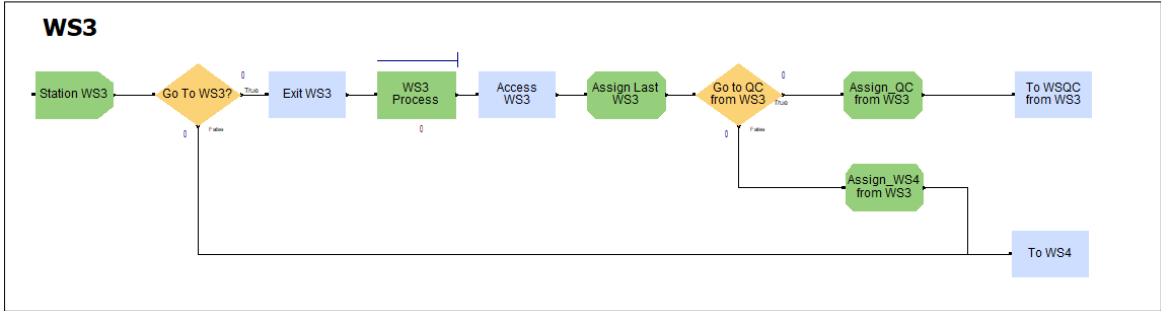 WS3
Station WS3
Go To WS3?
0
True
0
False
Exit WS3
WS3
Process
0
Access
WS3
Assign Last
WS3
Go to QC
from WS3
0
True
0
False
Assign_QC
from WS3
To WSQC
from WS3
Assign_WS4
from WS3
To WS4